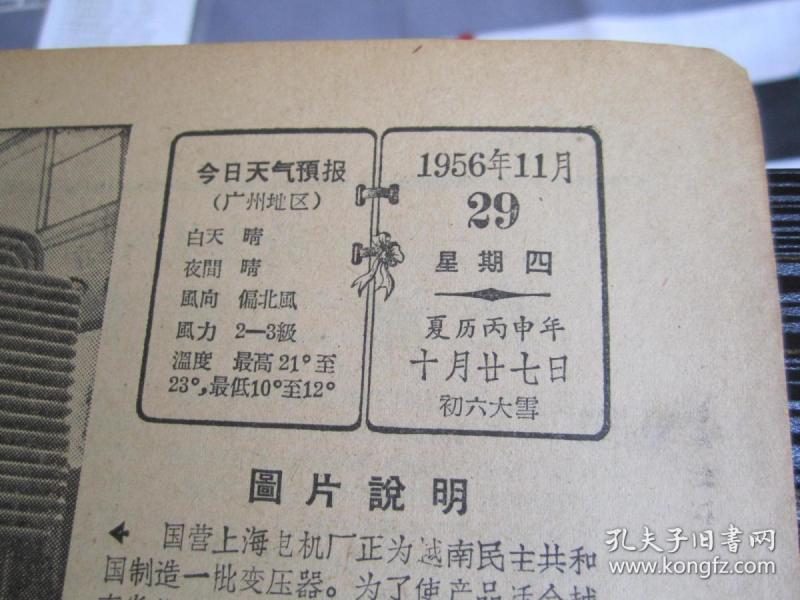 今日天气預报
（广州地区）
白天 晴
夜間 晴
風向 偏北風
風力 2—3級
溫度 最高21°至
23°，最低10°至12°
1956年11月
29
星期四
夏历丙申年
十月廿七日
初六大雪
圖片說明
国营上海电机厂正为越南民主共和
国制造一批变压器。为了使产品适合越
孔夫子旧书网
www.kongfz.com